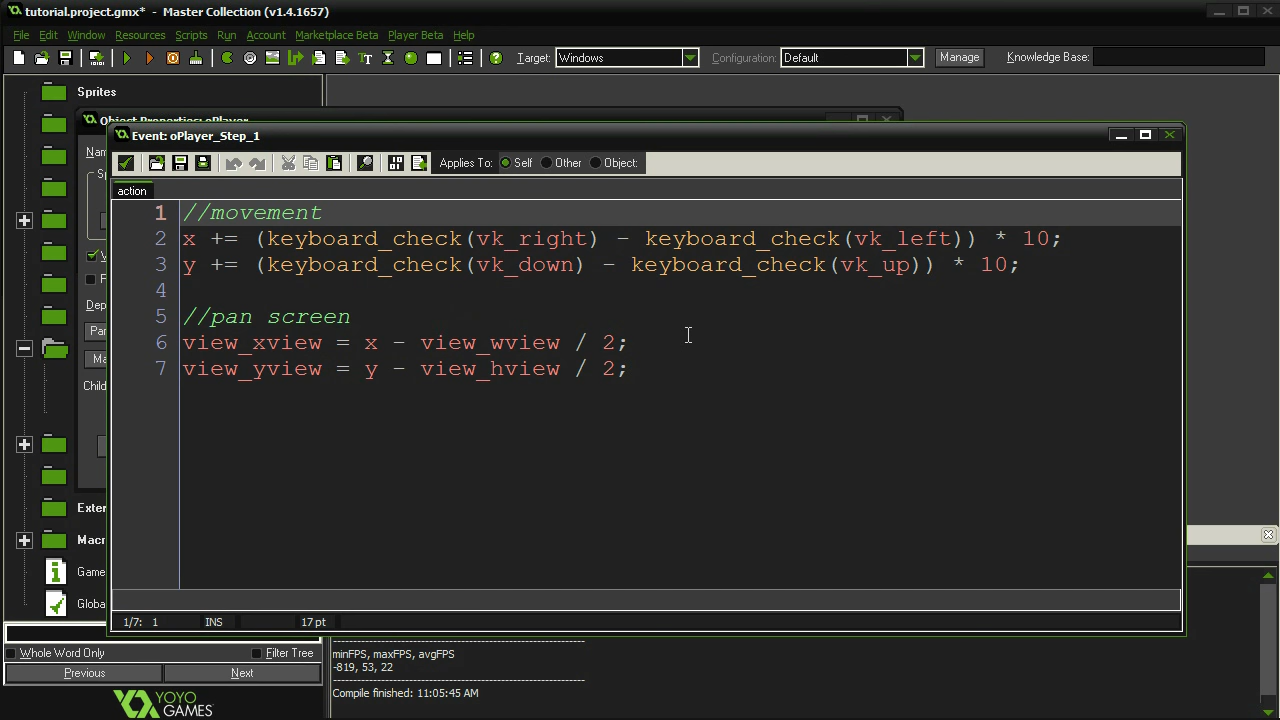 tutorial.project.gmx* - Master Collection (v1.4.1657)
File Edit Window Resources Scripts Run Account Marketplace Beta Player Beta Help
Target: Windows Configuration: Default Manage Knowledge Base:
Sprites
Object Properties: oPlayer
Event: oPlayer_Step_1
Applies To: Self Other Object:
action
1 //movement
2 x += (keyboard_check(vk_right) - keyboard_check(vk_left)) * 10;
3 y += (keyboard_check(vk_down) - keyboard_check(vk_up)) * 10;
4
5 //pan screen
6 view_xview = x - view_wview / 2;
7 view_yview = y - view_hview / 2;
1/7: 1 INS 17 pt
Game
Whole Word Only Filter Tree
Previous Next
YOYO
GAMES
minFPS, maxFPS, avgFPS
-819, 53, 22
Compile finished: 11:05:45 AM